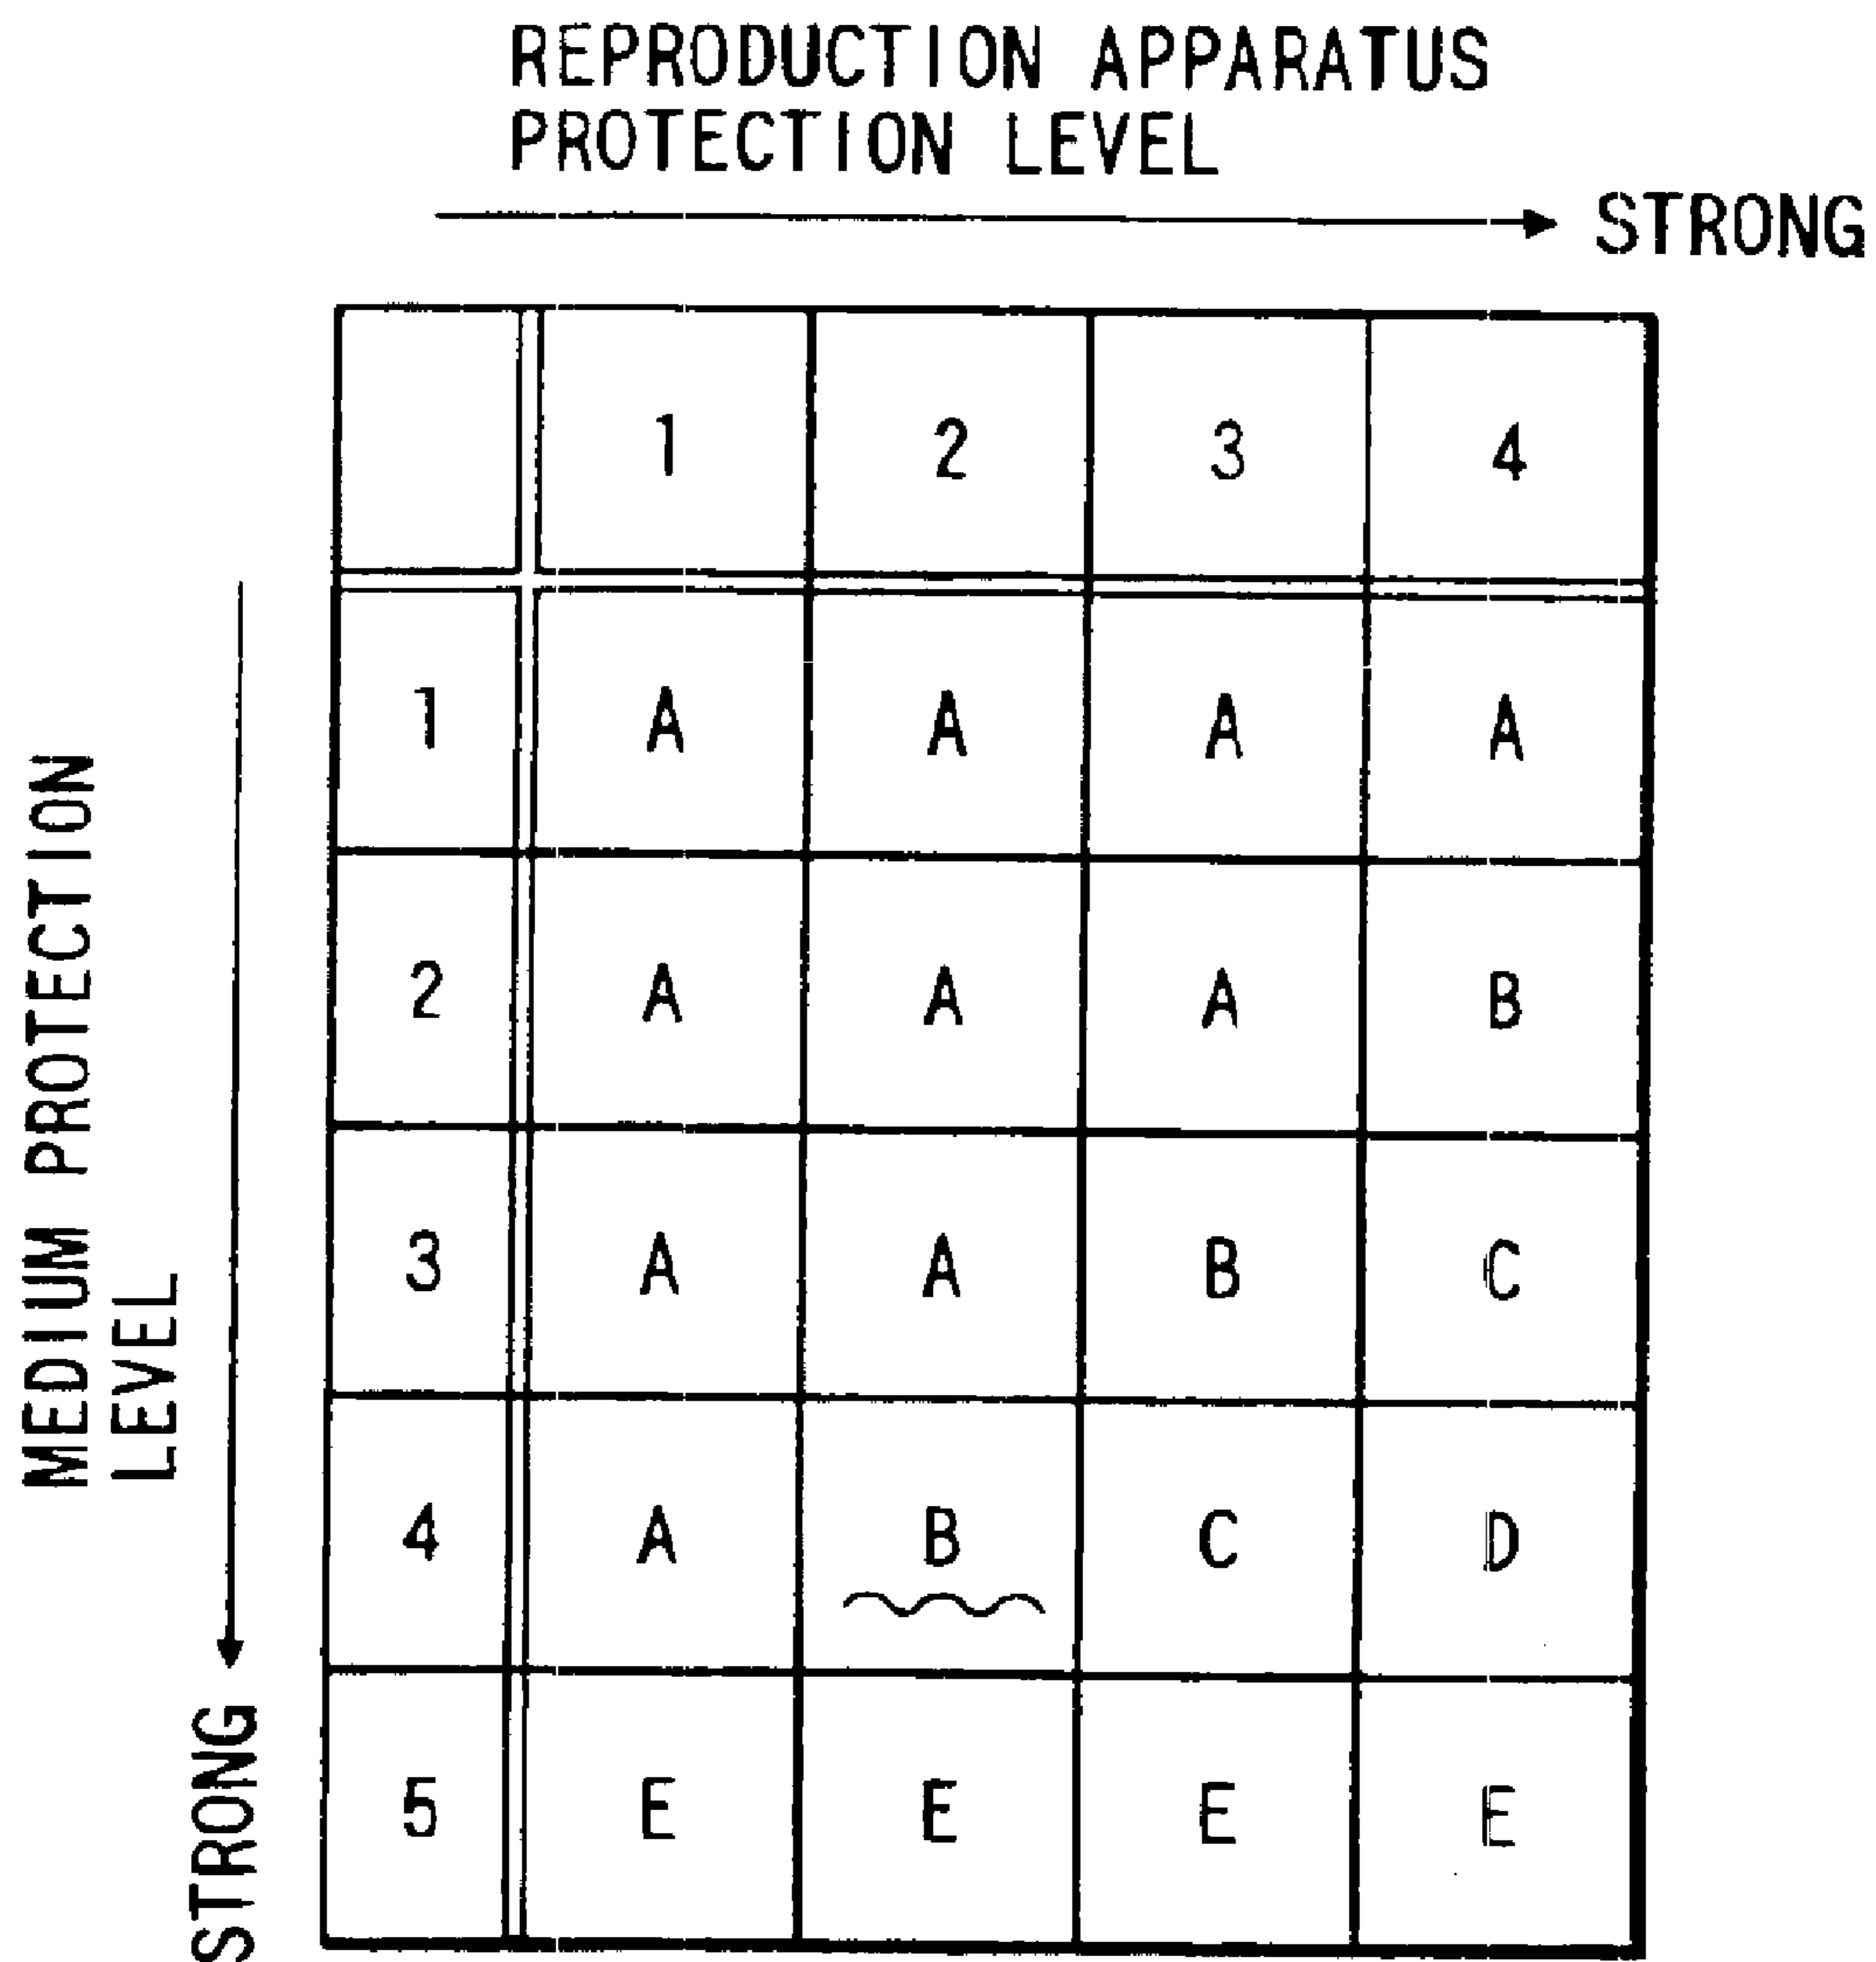 REPRODUCTION APPARATUS
PROTECTION LEVEL
STRONG
1 2 3 4
1 A A A A
2 A A A B
3 A A B C
4 A B C D
5 E E E E
MEDIUM PROTECTION
LEVEL
STRONG